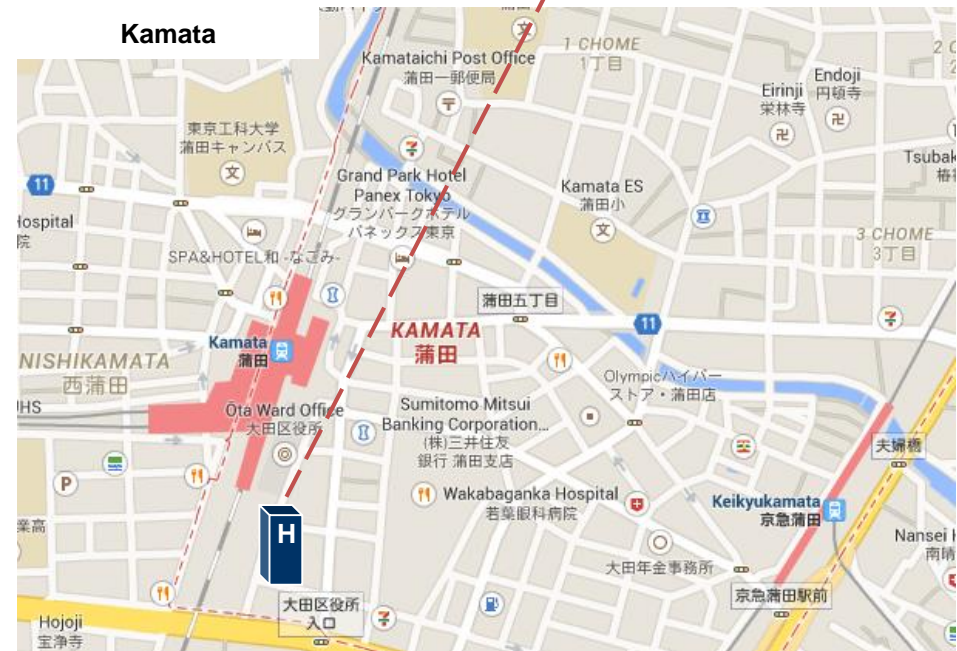 Kamata
蒲田
1 CHOME
1丁目
Kamataichi Post Office
蒲田一郵便局
Endoji
円頓寺
Eirinji
栄林寺
東京工科大学
蒲田キャンパス
11
Grand Park Hotel
Panex Tokyo
グランパークホテル
パネックス東京
Kamata ES
蒲田小
Tsubak
椿
Hospital
院
3 CHOME
3丁目
SPA&HOTEL和 -なごみ-
蒲田五丁目
11
KAMATA
蒲田
Kamata
蒲田
NISHIKAMATA
西蒲田
JHS
Olympicハイパー
ストア・蒲田店
Ōta Ward Office
大田区役所
Sumitomo Mitsui
Banking Corporation...
(株)三井住友
銀行 蒲田支店
夫婦橋
P
Wakabaganka Hospital
若葉眼科病院
Keikyukamata
京急蒲田
業高
H
Nansei H
南晴
大田年金事務所
大田区役所
入口
京急蒲田駅前
Hojoji
宝浄寺